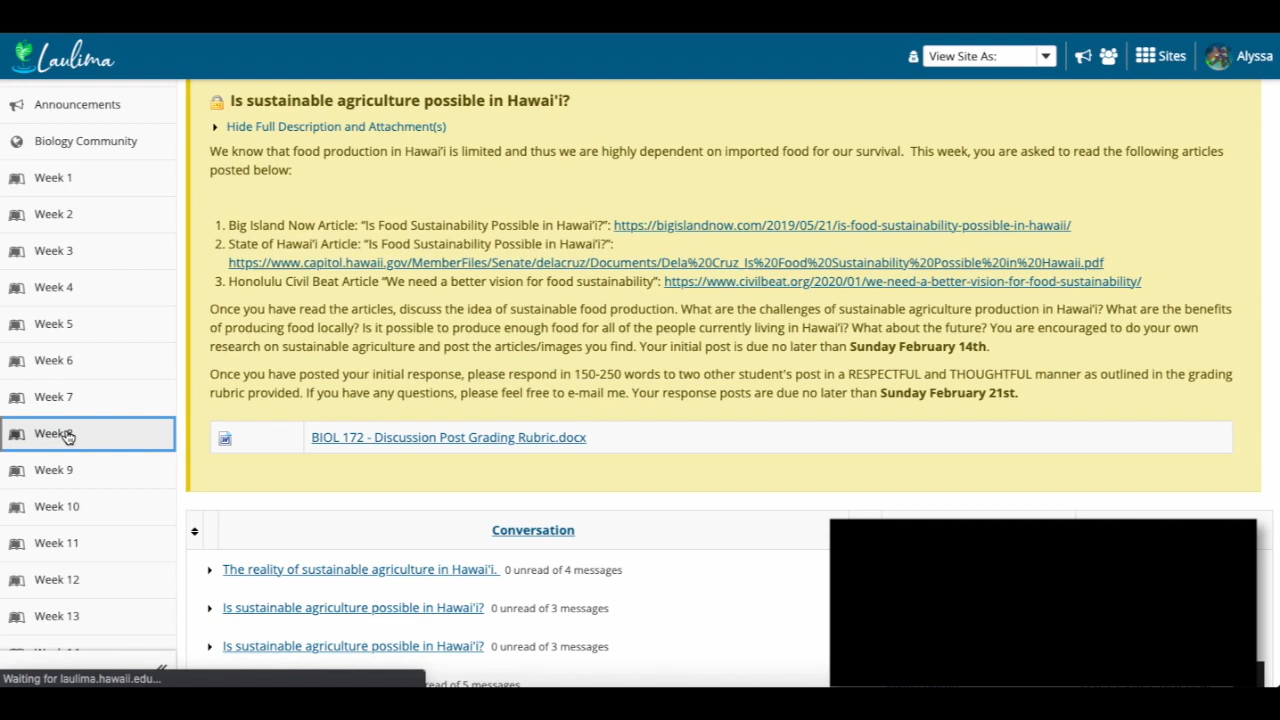 Laulima
View Site As:
Sites
Alyssa
Announcements
Biology Community
Week 1
Week 2
Week 3
Week 4
Week 5
Week 6
Week 7
Week 8
Week 9
Week 10
Week 11
Week 12
Week 13
Waiting for laulima.hawaii.edu...
Is sustainable agriculture possible in Hawai'i?
Hide Full Description and Attachment(s)
We know that food production in Hawai'i is limited and thus we are highly dependent on imported food for our survival. This week, you are asked to read the following articles
posted below:
1. Big Island Now Article: "Is Food Sustainability Possible in Hawai'i?": https://bigislandnow.com/2019/05/21/is-food-sustainability-possible-in-hawaii/
2. State of Hawai'i Article: "Is Food Sustainability Possible in Hawai'i?":
https://www.capitol.hawaii.gov/MemberFiles/Senate/delacruz/Documents/Dela%20Cruz_Is%20Food%20Sustainability%20Possible%20in%20Hawaii.pdf
3. Honolulu Civil Beat Article "We need a better vision for food sustainability": https://www.civilbeat.org/2020/01/we-need-a-better-vision-for-food-sustainability/
Once you have read the articles, discuss the idea of sustainable food production. What are the challenges of sustainable agriculture production in Hawai'i? What are the benefits
of producing food locally? Is it possible to produce enough food for all of the people currently living in Hawai'i? What about the future? You are encouraged to do your own
research on sustainable agriculture and post the articles/images you find. Your initial post is due no later than Sunday February 14th.
Once you have posted your initial response, please respond in 150-250 words to two other student's post in a RESPECTFUL and THOUGHTFUL manner as outlined in the grading
rubric provided. If you have any questions, please feel free to e-mail me. Your response posts are due no later than Sunday February 21st.
BIOL 172 - Discussion Post Grading Rubric.docx
Conversation
The reality of sustainable agriculture in Hawai'i. 0 unread of 4 messages
Is sustainable agriculture possible in Hawai'i? 0 unread of 3 messages
Is sustainable agriculture possible in Hawai'i? 0 unread of 3 messages
of 5 messages